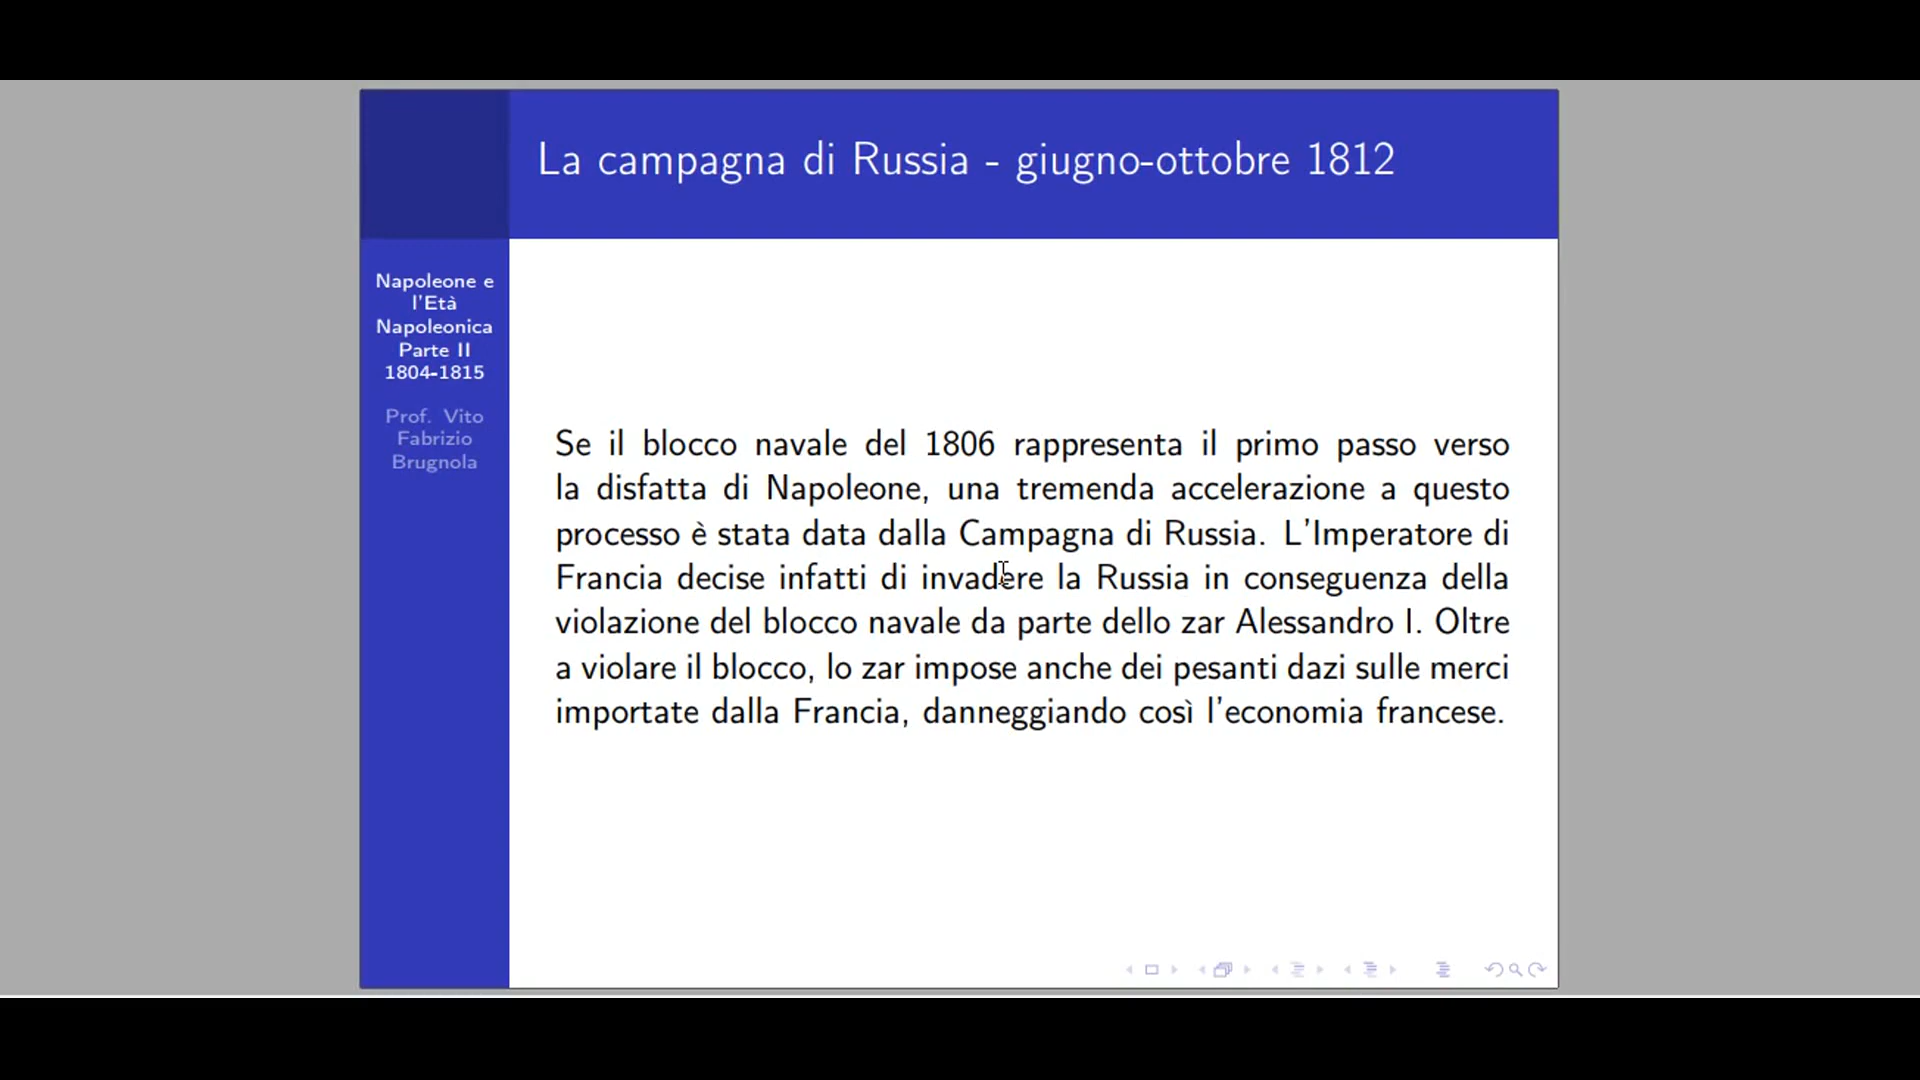 La campagna di Russia - giugno-ottobre 1812
Napoleone e
l'Età
Napoleonica
Parte II
1804-1815
Prof. Vito
Fabrizio
Brugnola
Se il blocco navale del 1806 rappresenta il primo passo verso
la disfatta di Napoleone, una tremenda accelerazione a questo
processo è stata data dalla Campagna di Russia. L'Imperatore di
Francia decise infatti di invadere la Russia in conseguenza della
violazione del blocco navale da parte dello zar Alessandro I. Oltre
a violare il blocco, lo zar impose anche dei pesanti dazi sulle merci
importate dalla Francia, danneggiando così l'economia francese.